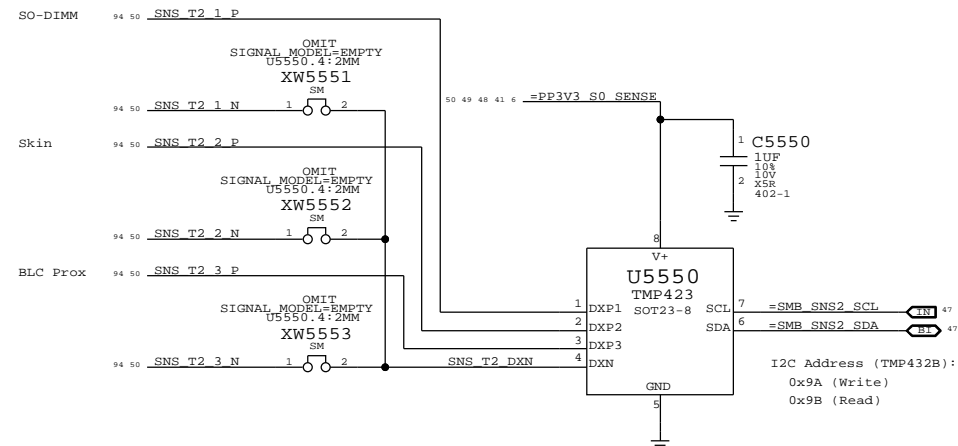 SO-DIMM 94 50 SNS_T2_1_P
OMIT
SIGNAL_MODEL=EMPTY
U5550.4:2MM
XW5551
SM
94 50 SNS_T2_1_N 1 2
50 49 48 41 6 =PP3V3_S0_SENSE
Skin 94 50 SNS_T2_2_P
1 C5550
1UF
10%
10V
2 X5R
402-1
OMIT
SIGNAL_MODEL=EMPTY
U5550.4:2MM
XW5552
SM
94 50 SNS_T2_2_N 1 2
8
V+
BLC Prox 94 50 SNS_T2_3_P
U5550
TMP423
SOT23-8
OMIT
SIGNAL_MODEL=EMPTY
U5550.4:2MM
XW5553
SM
1 DXP1 SCL 7 =SMB_SNS2_SCL IN 47
2 DXP2 SDA 6 =SMB_SNS2_SDA BI 47
3 DXP3
94 50 SNS_T2_3_N 1 2 SNS_T2_DXN 4 DXN
I2C Address (TMP432B):
0x9A (Write)
0x9B (Read)
GND
5